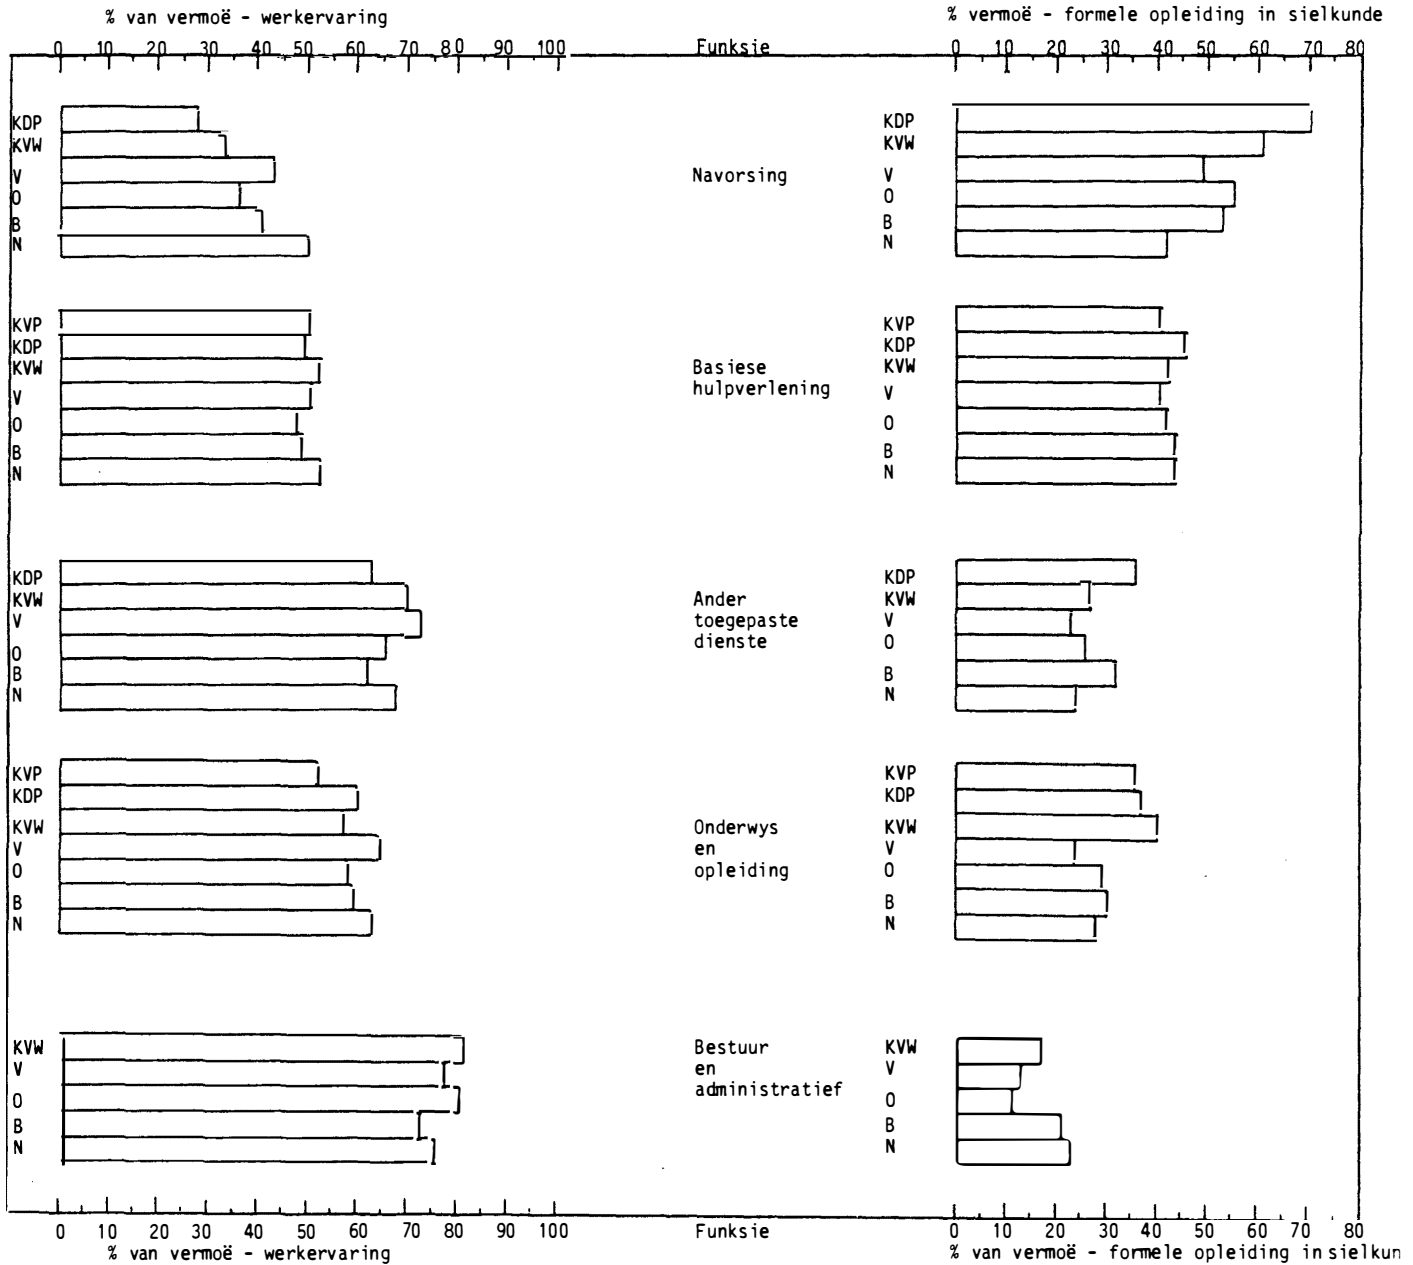 % van vermoë - werkervaring
% vermoë - formele opleiding in sielkunde
0 10 20 30 40 50 60 70 80 90 100 Funksie 0 10 20 30 40 50 60 70 80
KDP KDP
KVW KVW
V Navorsing V
O O
B B
N N
KVP KVP
KDP KDP
KVW Basiese KVW
hulpverlening
V V
O O
B B
N N
KDP KDP
KVW Ander KVW
V toegepaste V
O dienste O
B B
N N
KVP KVP
KDP KDP
KVW Onderwys KVW
V en V
O opleiding O
B B
N N
KVW Bestuur KVW
V en V
administratief
O O
B B
N N
0 10 20 30 40 50 60 70 80 90 100 Funksie 0 10 20 30 40 50 60 70 80
% van vermoë - werkervaring
% van vermoë - formele opleiding in sielkun